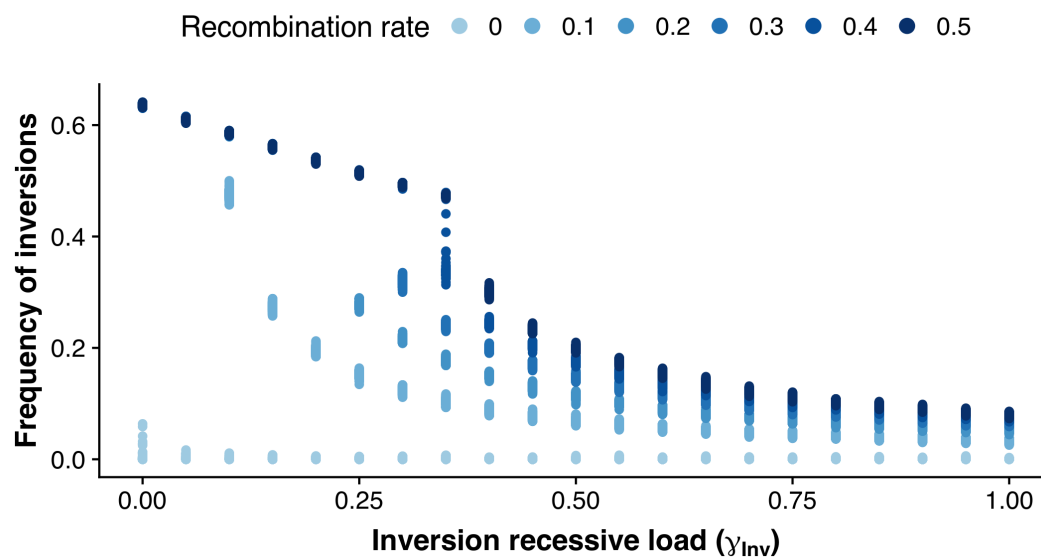 Recombination rate 0 0.1 0.2 0.3 0.4 0.5
Frequency of inversions
0.6
0.4
0.2
0.0
0.00 0.25 0.50 0.75 1.00
Inversion recessive load (γInv)